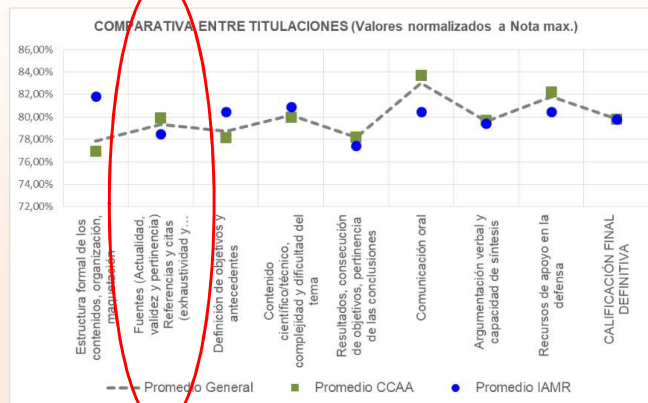 COMPARATIVA ENTRE TITULACIONES (Valores normalizados a Nota max.)
86,00%
84,00%
82,00%
80,00%
78,00%
76,00%
74,00%
72,00%
Estructura formal de los
contenidos, organización,
maquetación
Fuentes (Actualidad,
validez y pertinencia)
Referencias y citas
(exhaustividad y…
Definición de objetivos y
antecedentes
Contenido
científico/técnico,
complejidad y dificultad del
tema
Resultados, consecución
de objetivos, pertinencia
de las conclusiones
Comunicación oral
Argumentación verbal y
capacidad de síntesis
Recursos de apoyo en la
defensa
CALIFICACIÓN FINAL
DEFINITIVA
Promedio General
Promedio CCAA
Promedio IAMR